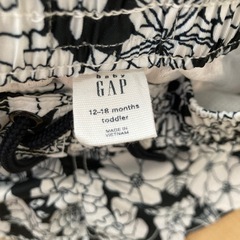 baby
GAP
12-18 months
toddler
MADE IN
VIETNAM